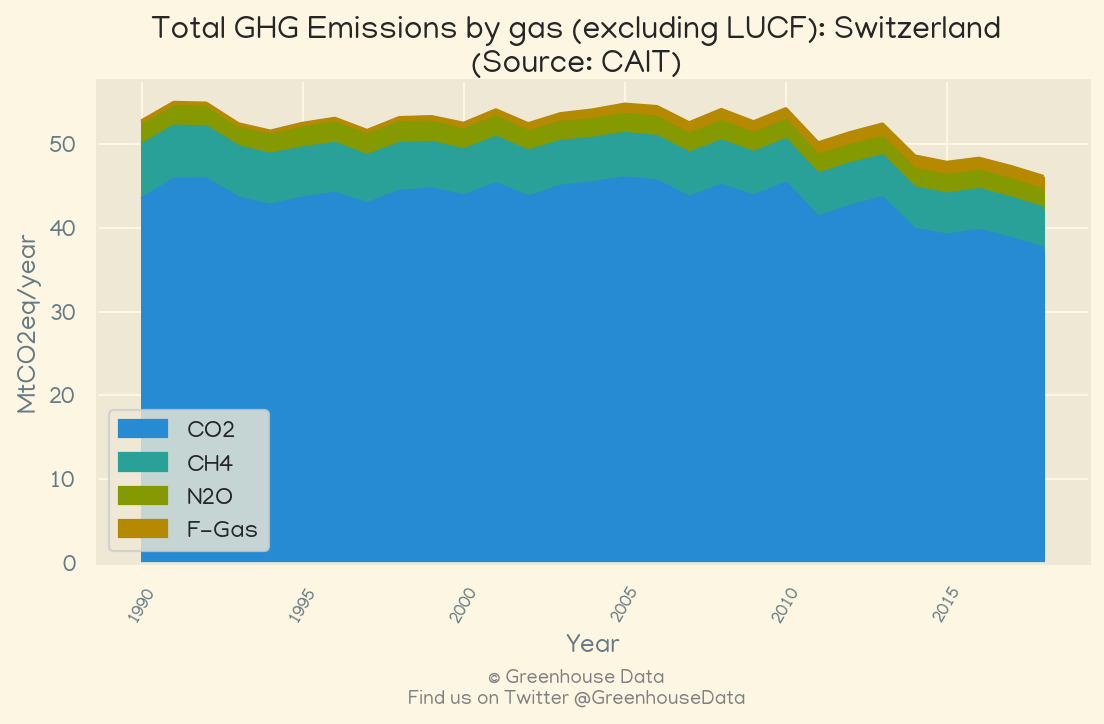 Total GHG Emissions by gas (excluding LUCF): Switzerland
(Source: CAIT)
MtCO2eq/year
50
40
30
20
10
0
CO2
CH4
N2O
F-Gas
1990
1995
2000
2005
2010
2015
Year
© Greenhouse Data
Find us on Twitter @GreenhouseData